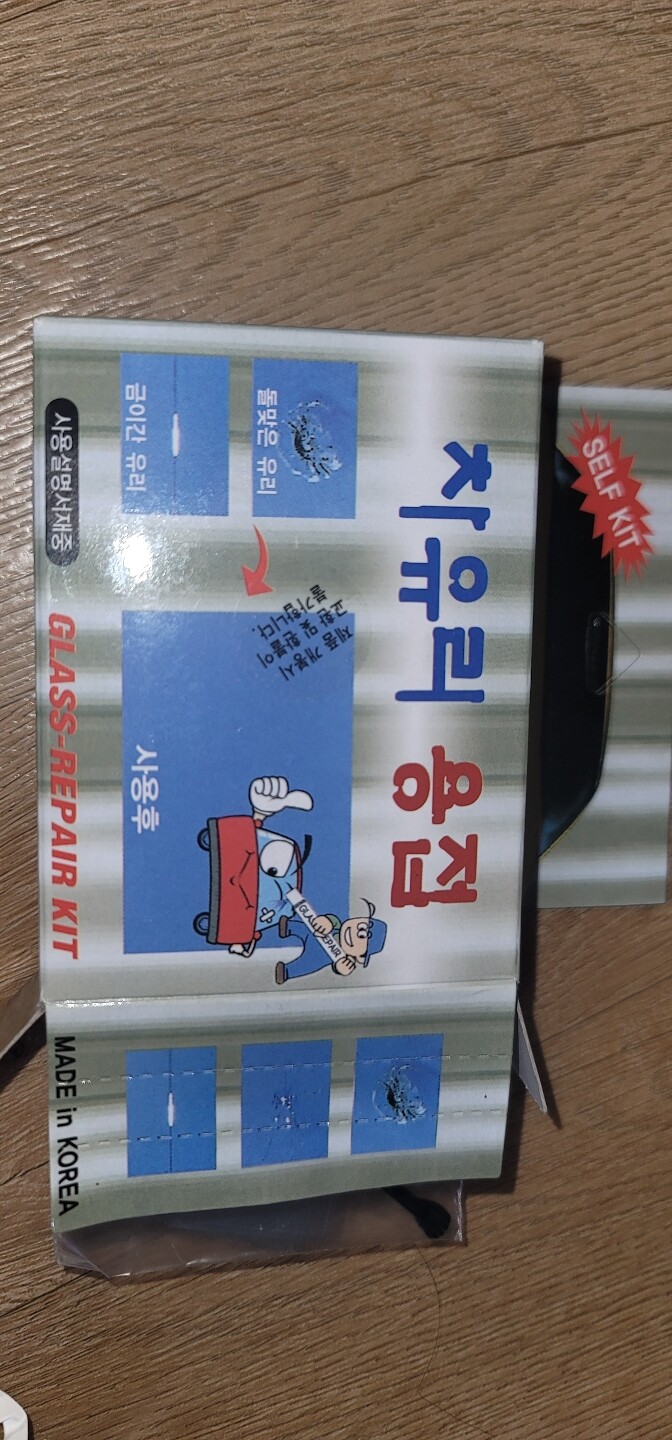 SELF KIT
차유리 용접
돌맞은 유리
금이간 유리
제품 개봉시
교환 및 환불이
불가합니다.
사용후
GLASS REPAIR
사용설명서재중
GLASS-REPAIR KIT
MADE in KOREA